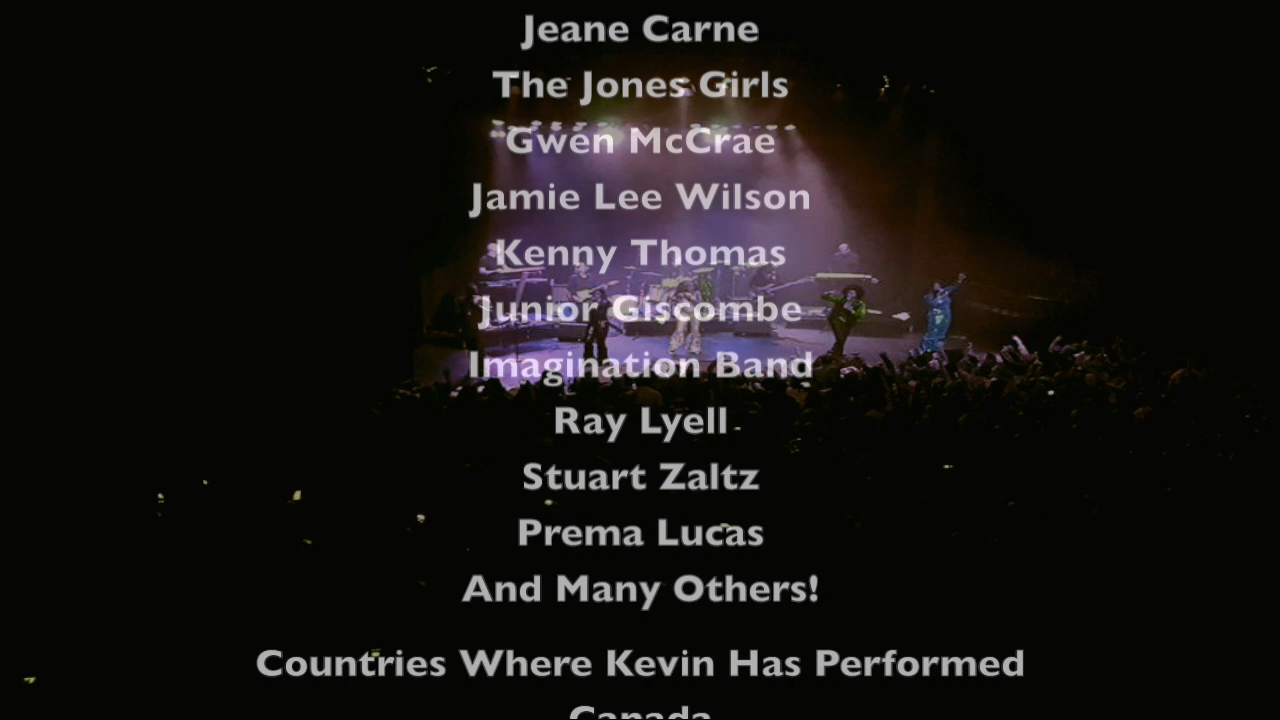 Jeane Carne
The Jones Girls
Gwen McCrae
Jamie Lee Wilson
Kenny Thomas
Junior Giscombe
Imagination Band
Ray Lyell
Stuart Zaltz
Prema Lucas
And Many Others!
Countries Where Kevin Has Performed
Canada